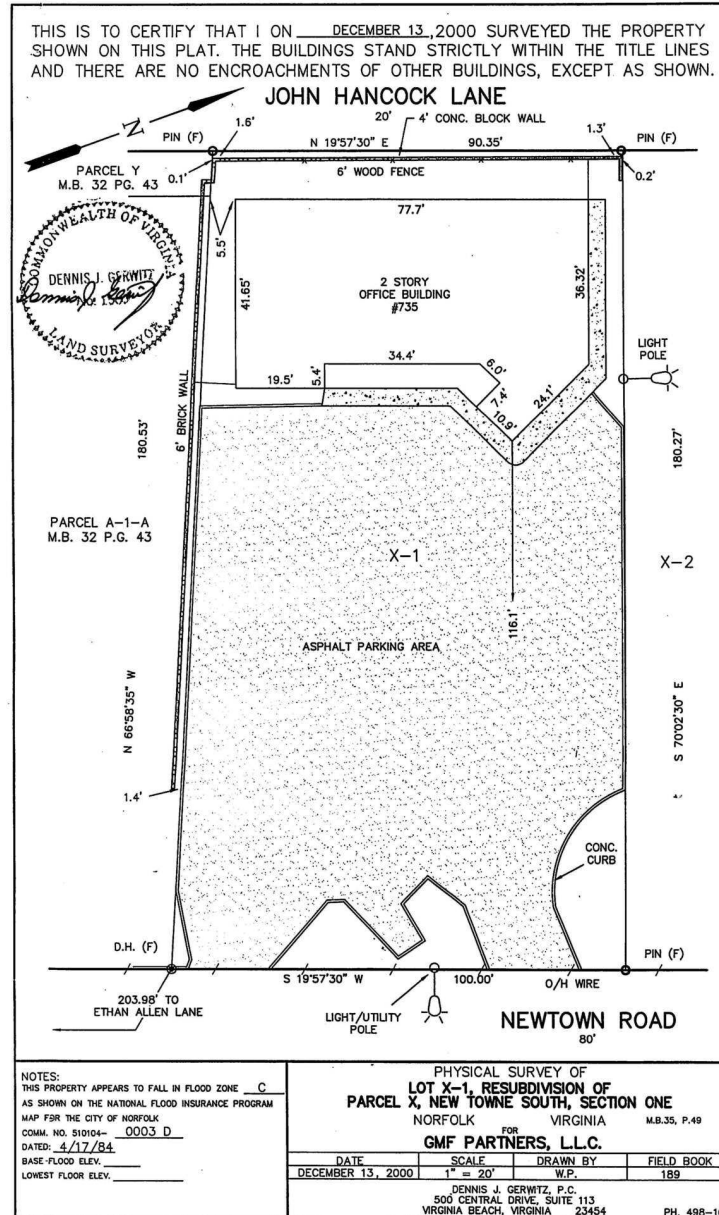 THIS IS TO CERTIFY THAT I ON DECEMBER 13 ,2000 SURVEYED THE PROPERTY
SHOWN ON THIS PLAT. THE BUILDINGS STAND STRICTLY WITHIN THE TITLE LINES
AND THERE ARE NO ENCROACHMENTS OF OTHER BUILDINGS, EXCEPT AS SHOWN.
N
JOHN HANCOCK LANE
20'
1.6'
4' CONC. BLOCK WALL
1.3'
PIN (F)
N 19°57'30" E
90.35'
PIN (F)
PARCEL Y
M.B. 32 PG. 43
0.1'
6' WOOD FENCE
0.2'
77.7'
5.5'
COMMONWEALTH OF VIRGINIA
DENNIS J. GERWITZ
LAND SURVEYOR
41.65'
2 STORY
OFFICE BUILDING
#735
36.32'
LIGHT
POLE
34.4'
6.0'
19.5'
5.4'
7.4'
10.9'
24.1'
6' BRICK WALL
180.53'
180.27'
PARCEL A-1-A
M.B. 32 P.G. 43
X-1
X-2
116.1'
ASPHALT PARKING AREA
N 66°58'35" W
S 70°02'30" E
1.4'
CONC.
CURB
D.H. (F)
PIN (F)
S 19°57'30" W
100.00'
O/H WIRE
203.98' TO
ETHAN ALLEN LANE
LIGHT/UTILITY
POLE
NEWTOWN ROAD
80'
NOTES:
THIS PROPERTY APPEARS TO FALL IN FLOOD ZONE C
AS SHOWN ON THE NATIONAL FLOOD INSURANCE PROGRAM
MAP FOR THE CITY OF NORFOLK
COMM. NO. 510104- 0003 D
DATED: 4/17/84
BASE FLOOD ELEV.
LOWEST FLOOR ELEV.
PHYSICAL SURVEY OF
LOT X-1, RESUBDIVISION OF
PARCEL X, NEW TOWNE SOUTH, SECTION ONE
NORFOLK VIRGINIA M.B.35, P.49
FOR
GMF PARTNERS, L.L.C.
DATE SCALE DRAWN BY FIELD BOOK
DECEMBER 13, 2000 1" = 20' W.P. 189
DENNIS J. GERWITZ, P.C.
500 CENTRAL DRIVE, SUITE 113
VIRGINIA BEACH, VIRGINIA 23454 PH. 498-